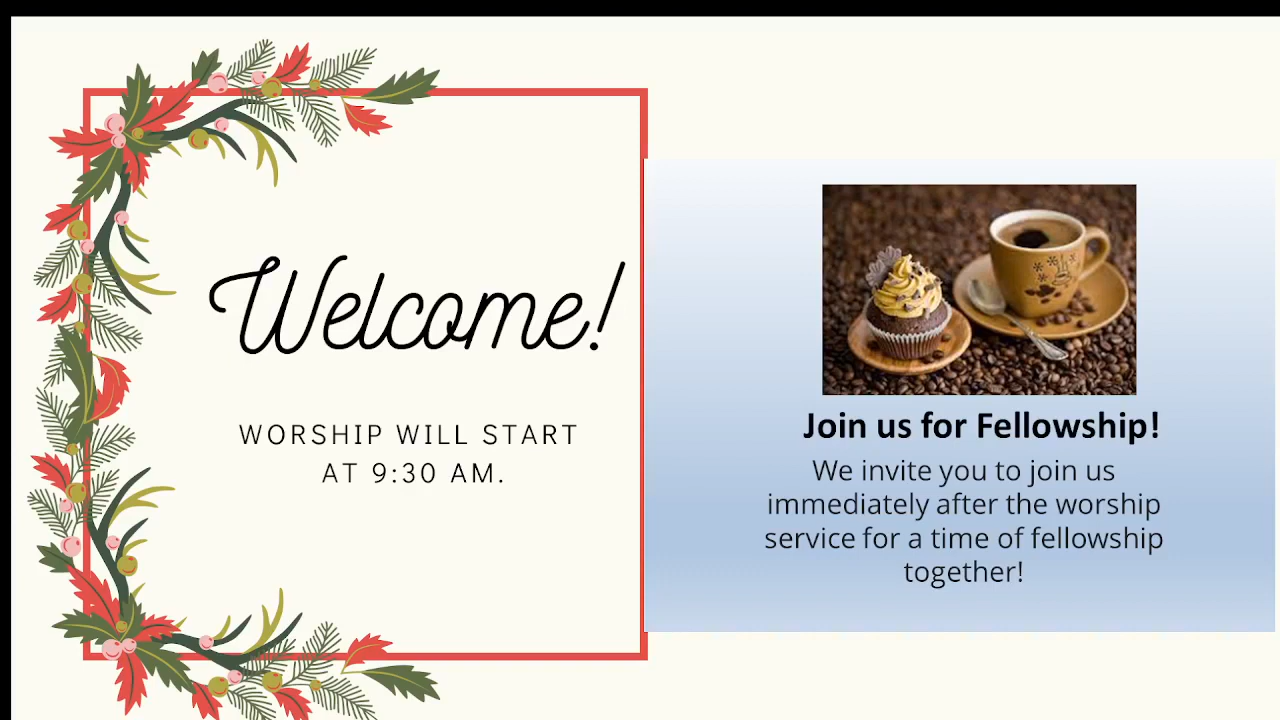 Welcome!
WORSHIP WILL START
AT 9:30 AM.
Join us for Fellowship!
We invite you to join us
immediately after the worship
service for a time of fellowship
together!